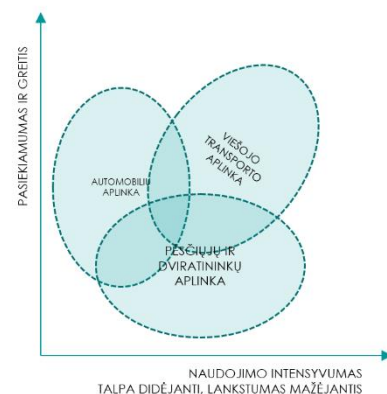 PASIEKIAMUMAS IR GREITIS
VIEŠOJO
TRANSPORTO
APLINKA
AUTOMOBILIŲ
APLINKA
PĖSČIŲJŲ IR
DVIRATININKŲ
APLINKA
NAUDOJIMO INTENSYVUMAS
TALPA DIDĖJANTI, LANKSTUMAS MAŽĖJANTIS